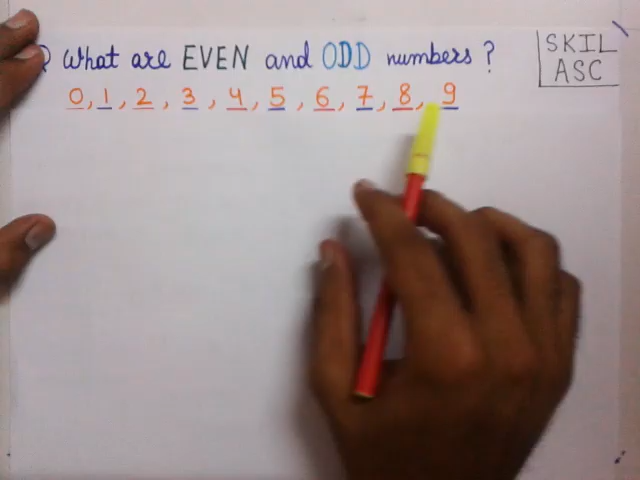 Q What are EVEN and ODD numbers?
0, 1, 2, 3, 4, 5, 6, 7, 8, 9
SKIL
ASC